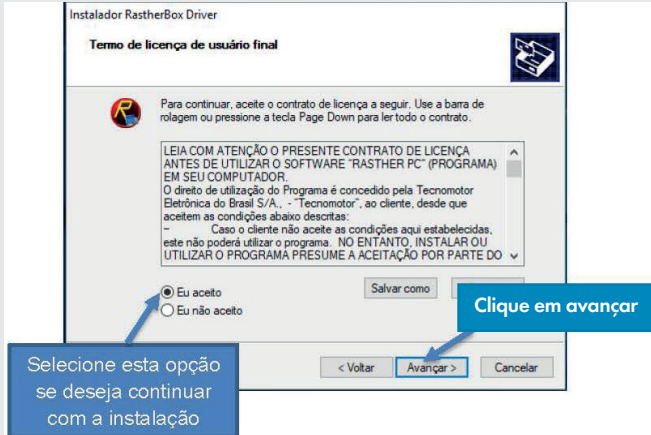 Instalador RastherBox Driver
Termo de licença de usuário final
R
Para continuar, aceite o contrato de licença a seguir. Use a barra de
rolagem ou pressione a tecla Page Down para ler todo o contrato.
LEIA COM ATENÇÃO O PRESENTE CONTRATO DE LICENÇA
ANTES DE UTILIZAR O SOFTWARE "RASTHER PC" (PROGRAMA)
EM SEU COMPUTADOR.
O direito de utilização do Programa é concedido pela Tecnomotor
Eletrônica do Brasil S/A., - "Tecnomotor", ao cliente, desde que
aceitem as condições abaixo descritas:
– Caso o cliente não aceite as condições aqui estabelecidas,
este não poderá utilizar o programa. NO ENTANTO, INSTALAR OU
UTILIZAR O PROGRAMA PRESUME A ACEITAÇÃO POR PARTE DO
Eu aceito
Salvar como
Eu não aceito
Clique em avançar
Selecione esta opção
se deseja continuar
com a instalação
< Voltar
Avançar >
Cancelar